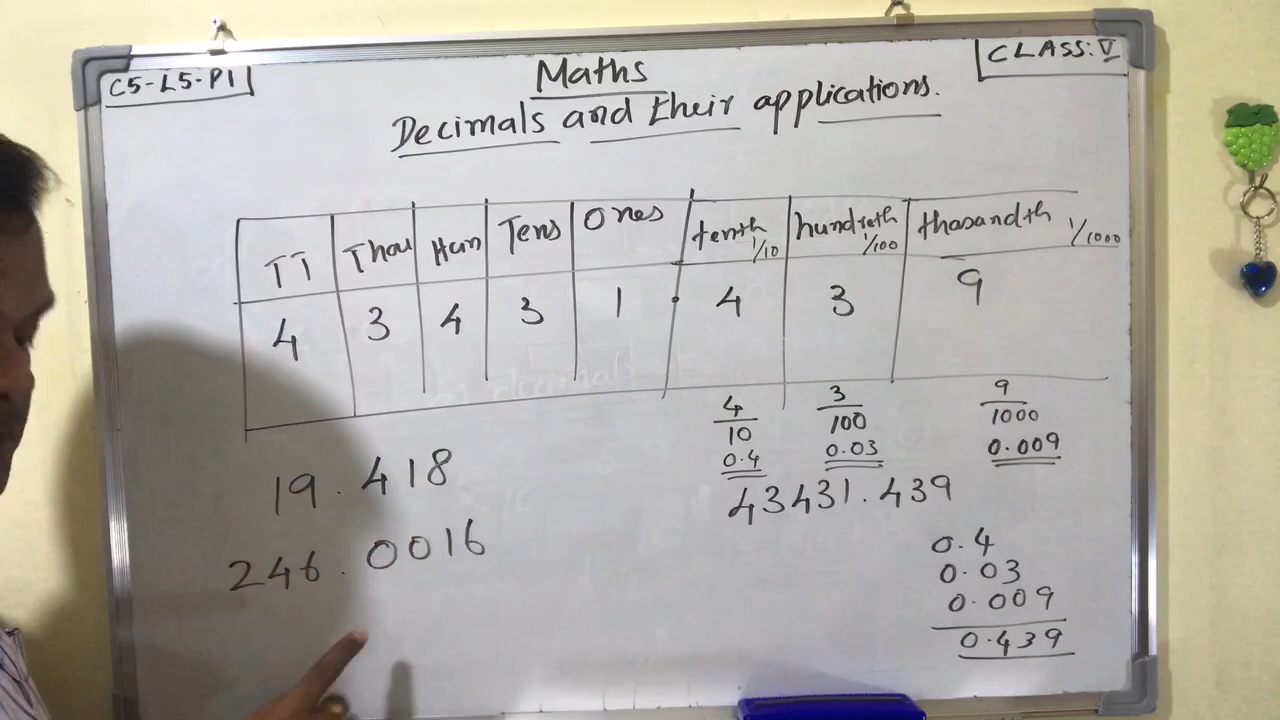 C5-L5-P1
CLASS: V
Maths
Decimals and their applications.
TT Thou Hun Tens Ones tenth 1/10 hundreth 1/100 thasandth 1/1000
4 3 4 3 1 . 4 3 9
4/10 3/100 9/1000
0.4 0.03 0.009
19.418
43431.439
246.0016
0.4
0.03
0.009
0.439